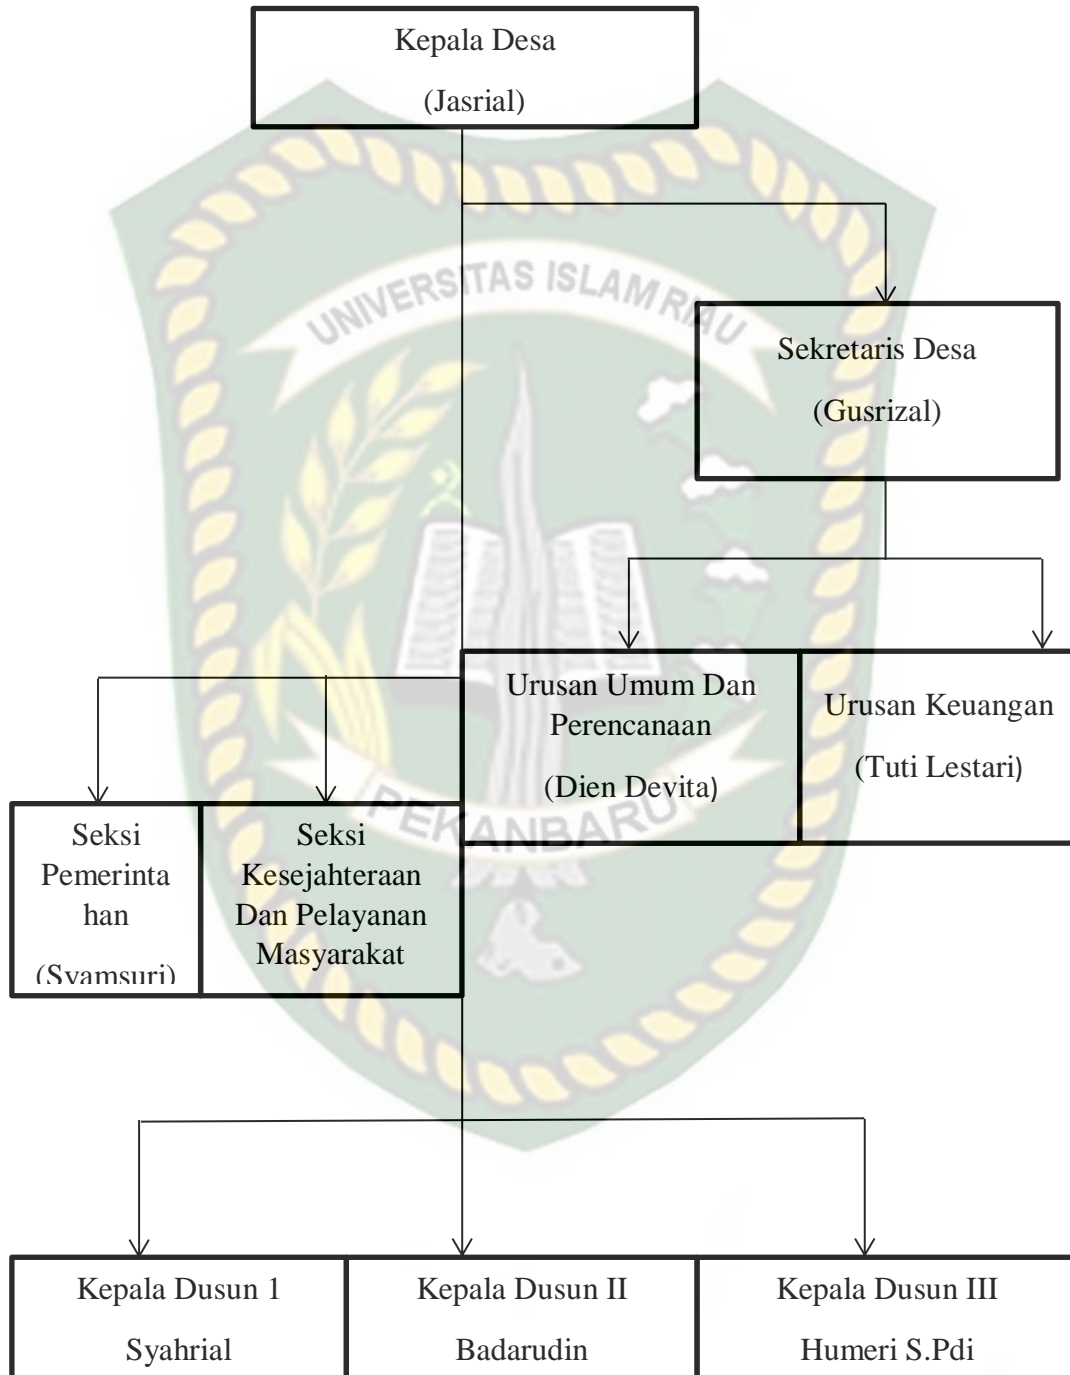 Kepala Desa
(Jasrial)
UNIVERSITAS ISLAM RIAU
Sekretaris Desa
(Gusrizal)
Urusan Umum Dan
Perencanaan
(Dien Devita)
Urusan Keuangan
(Tuti Lestari)
PEKANBARU
Seksi
Pemerinta
han
(Syamsuri)
Seksi
Kesejahteraan
Dan Pelayanan
Masyarakat
Kepala Dusun 1
Syahrial
Kepala Dusun II
Badarudin
Kepala Dusun III
Humeri S.Pdi